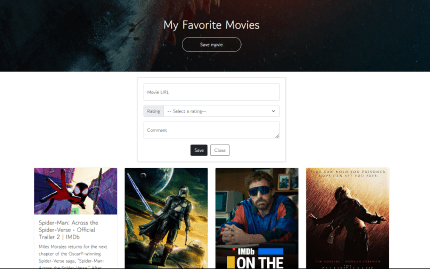 My Favorite Movies
Save movie
Movie URL
Rating
-- Select a rating--
Comment
Save
Close
Spider-Man: Across the
Spider-Verse - Official
Trailer 2 | IMDb
Miles Morales returns for the next
chapter of the Oscar®-winning
Spider-Verse saga, "Spider-Man:
Across the Spider-Verse." After
IMDb
ON THE